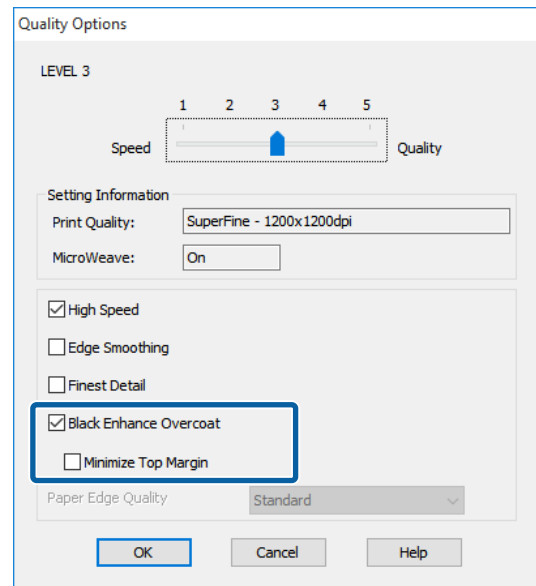 Quality Options
LEVEL 3
1 2 3 4 5
Speed Quality
Setting Information
Print Quality: SuperFine - 1200x1200dpi
MicroWeave: On
High Speed
Edge Smoothing
Finest Detail
Black Enhance Overcoat
Minimize Top Margin
Paper Edge Quality Standard
OK Cancel Help